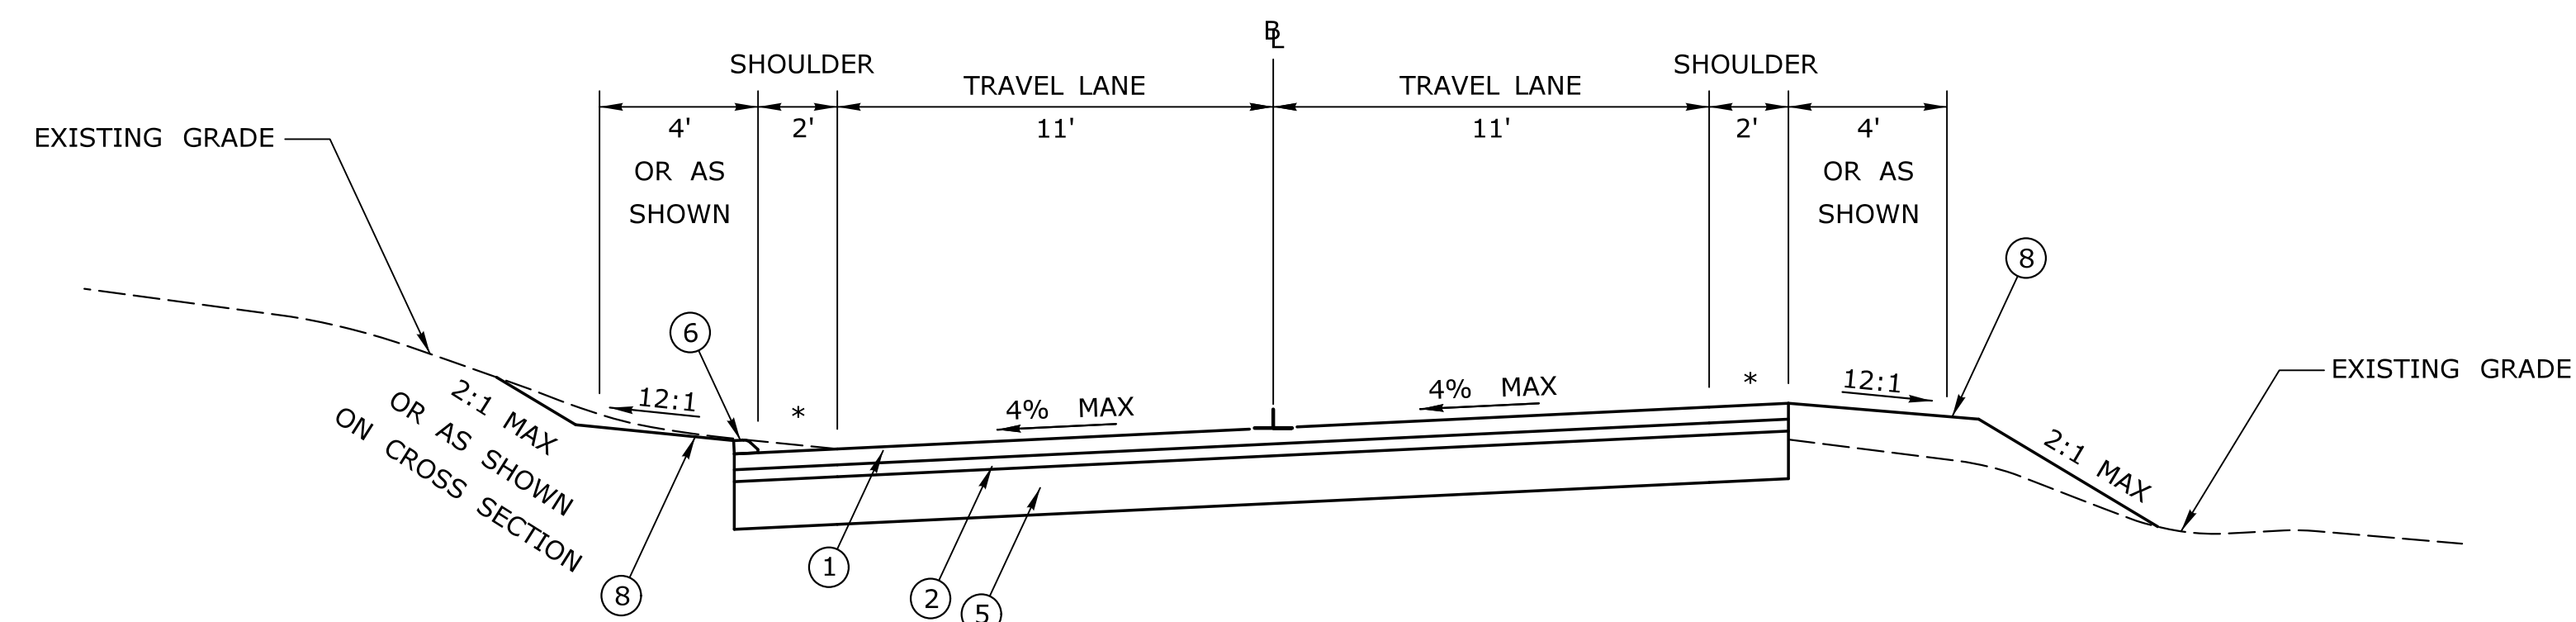 BL
SHOULDER
SHOULDER
TRAVEL LANE
TRAVEL LANE
4'
2'
11'
11'
2'
4'
EXISTING GRADE
OR AS
SHOWN
OR AS
SHOWN
8
6
EXISTING GRADE
12:1
*
4% MAX
4% MAX
*
12:1
2:1 MAX
OR AS SHOWN
ON CROSS SECTION
2:1 MAX
8
1
2
5